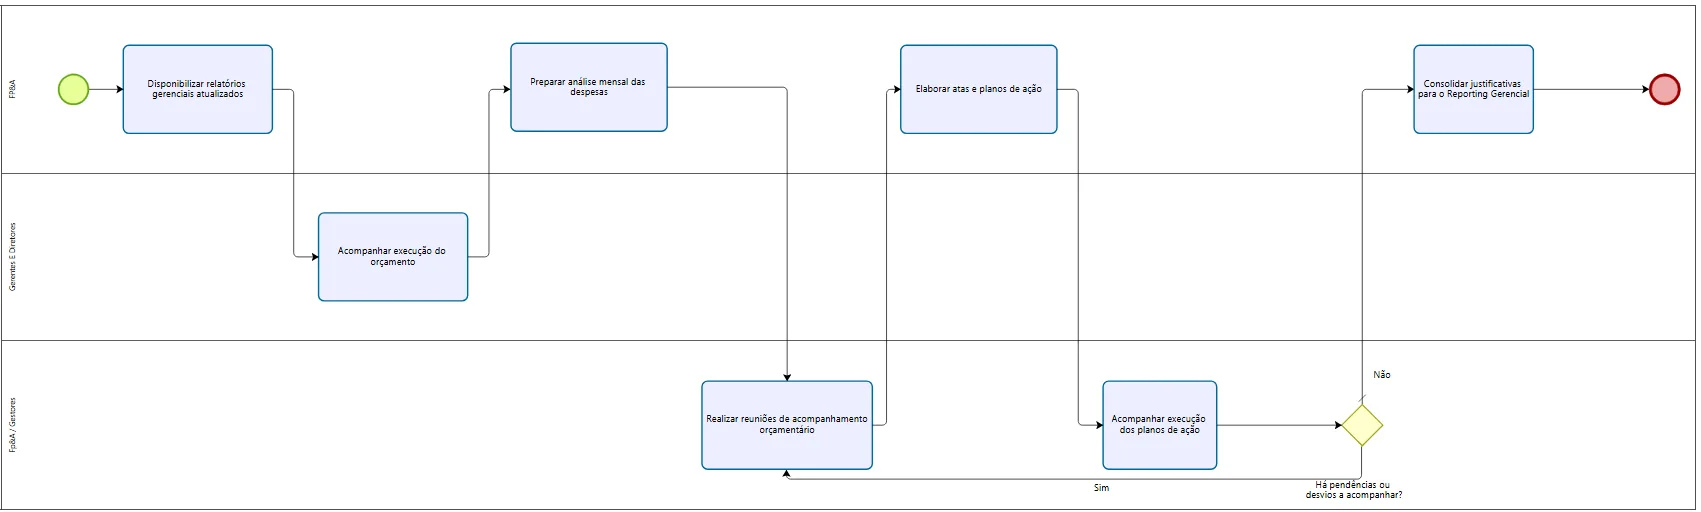 FP&A
Disponibilizar relatórios
gerenciais atualizados
Preparar análise mensal das
despesas
Elaborar atas e planos de ação
Consolidar justificativas
para o Reporting Gerencial
Gerentes E Diretores
Acompanhar execução do
orçamento
Fp&A / Gestores
Realizar reuniões de acompanhamento
orçamentário
Acompanhar execução
dos planos de ação
Não
Sim
Há pendências ou
desvios a acompanhar?